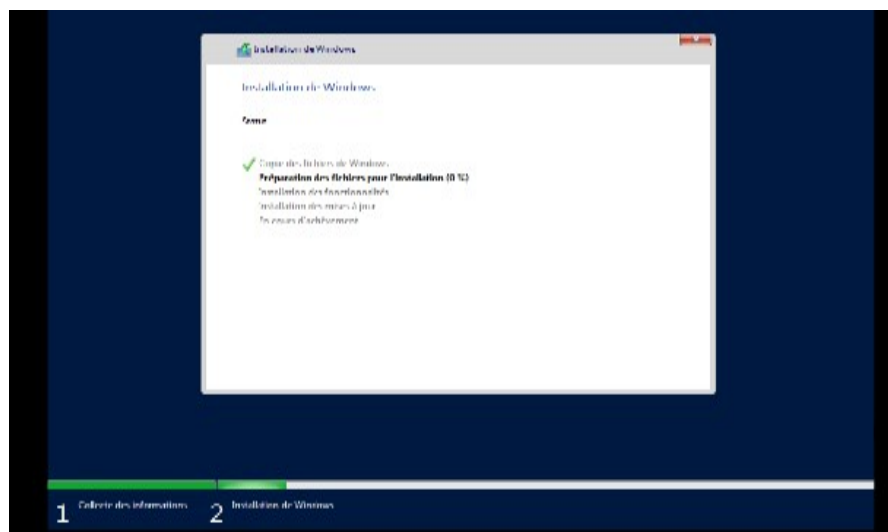 Installation de Windows
Installation de Windows
Statut
Copie des fichiers de Windows
Préparation des fichiers pour l'installation (0 %)
Installation des fonctionnalités
Installation des mises à jour
En cours d'achèvement
1 Collecte des informations
2 Installation de Windows